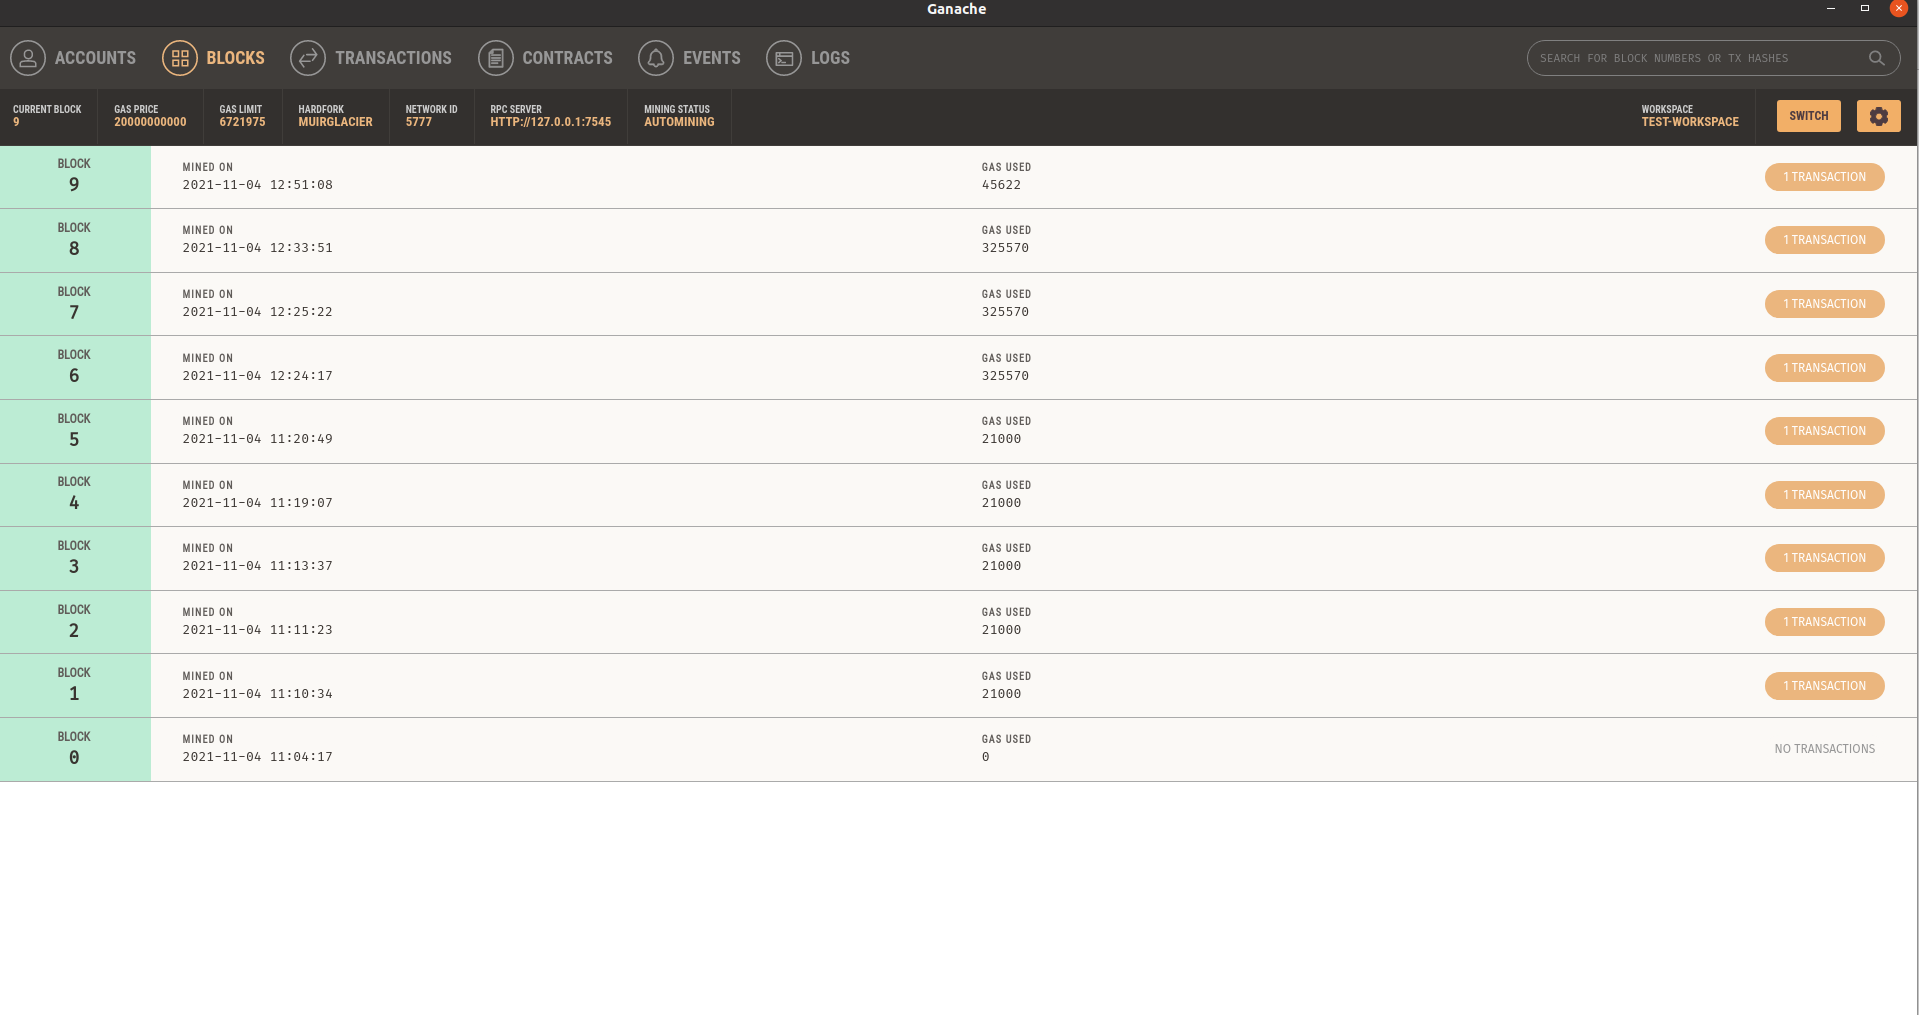 Ganache
ACCOUNTS BLOCKS TRANSACTIONS CONTRACTS EVENTS LOGS SEARCH FOR BLOCK NUMBERS OR TX HASHES
CURRENT BLOCK GAS PRICE GAS LIMIT HARDFORK NETWORK ID RPC SERVER MINING STATUS WORKSPACE
9 20000000000 6721975 MUIRGLACIER 5777 HTTP://127.0.0.1:7545 AUTOMINING TEST-WORKSPACE SWITCH
BLOCK MINED ON GAS USED
9 2021-11-04 12:51:08 45622 1 TRANSACTION
BLOCK MINED ON GAS USED
8 2021-11-04 12:33:51 325570 1 TRANSACTION
BLOCK MINED ON GAS USED
7 2021-11-04 12:25:22 325570 1 TRANSACTION
BLOCK MINED ON GAS USED
6 2021-11-04 12:24:17 325570 1 TRANSACTION
BLOCK MINED ON GAS USED
5 2021-11-04 11:20:49 21000 1 TRANSACTION
BLOCK MINED ON GAS USED
4 2021-11-04 11:19:07 21000 1 TRANSACTION
BLOCK MINED ON GAS USED
3 2021-11-04 11:13:37 21000 1 TRANSACTION
BLOCK MINED ON GAS USED
2 2021-11-04 11:11:23 21000 1 TRANSACTION
BLOCK MINED ON GAS USED
1 2021-11-04 11:10:34 21000 1 TRANSACTION
BLOCK MINED ON GAS USED
0 2021-11-04 11:04:17 0 NO TRANSACTIONS